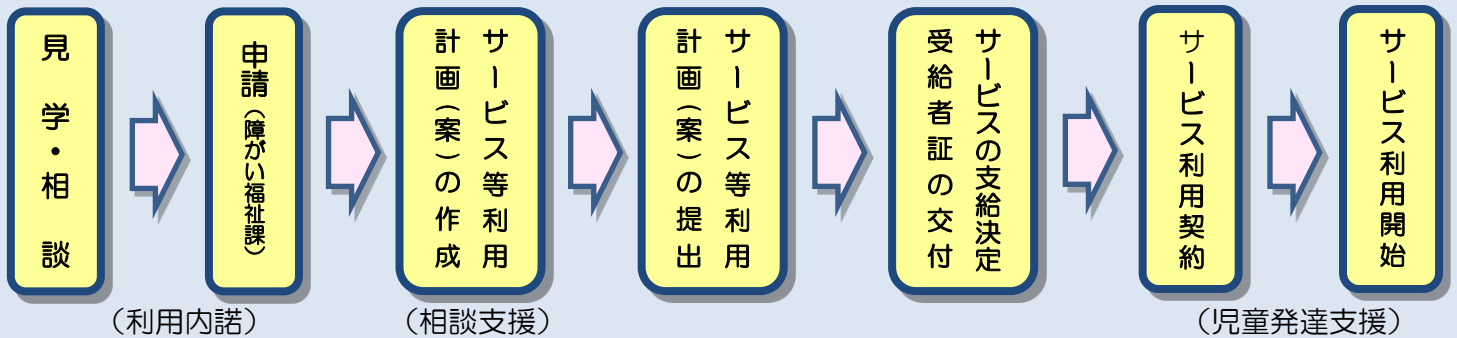 見学・相談
申請（障がい福祉課）
サービス等利用
計画（案）の作成
サービス等利用
計画（案）の提出
サービスの支給決定
受給者証の交付
サービス利用契約
サービス利用開始
（利用内諾）
（相談支援）
（児童発達支援）